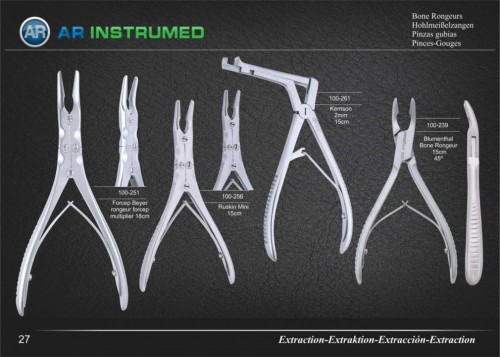 AR AR INSTRUMED
Bone Rongeurs
Hohlmeißelzangen
Pinzas gubias
Pinces-Gouges
100-251
Forcep Beyer
rongeur forcep
muliplier 18cm
100-256
Ruskin Mini
15cm
100-261
Kerrison
2mm
15cm
100-239
Blumenthal
Bone Rongeur
15cm
45°
27
Extraction-Extraktion-Extracción-Extraction